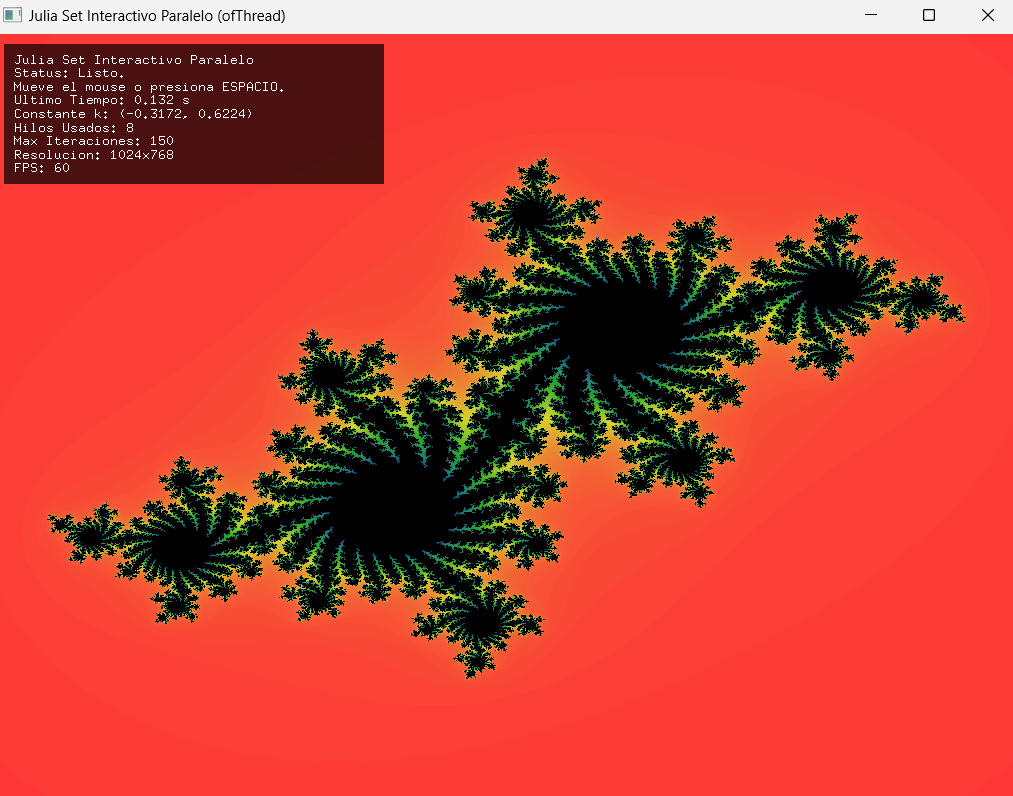 Julia Set Interactivo Paralelo (ofThread)
Julia Set Interactivo Paralelo
Status: Listo.
Mueve el mouse o presiona ESPACIO.
Ultimo Tiempo: 0.132 s
Constante k: (-0.3172, 0.6224)
Hilos Usados: 8
Max Iteraciones: 150
Resolucion: 1024x768
FPS: 60